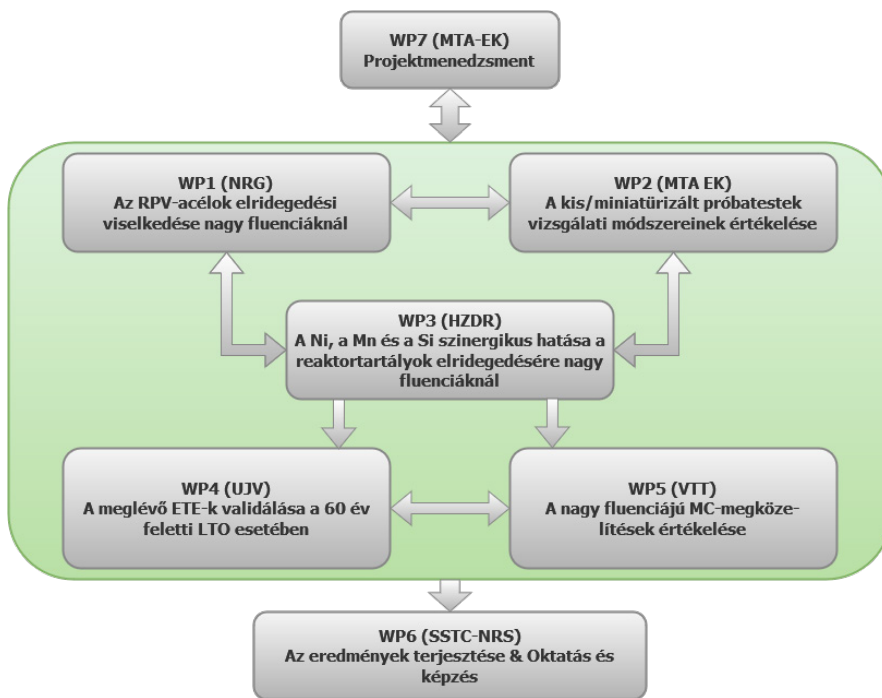 WP7 (MTA-EK)
Projektmenedzsment
WP1 (NRG)
Az RPV-acélok elridegedési
viselkedése nagy fluenciáknál
WP2 (MTA EK)
A kis/miniatürizált próbatestek
vizsgálati módszereinek értékelése
WP3 (HZDR)
A Ni, a Mn és a Si szinergikus hatása a
reaktortartályok elridegedésére nagy
fluenciáknál
WP4 (UJV)
A meglévő ETE-k validálása a 60 év
feletti LTO esetében
WP5 (VTT)
A nagy fluenciájú MC-megköze-
lítések értékelése
WP6 (SSTC-NRS)
Az eredmények terjesztése & Oktatás és
képzés